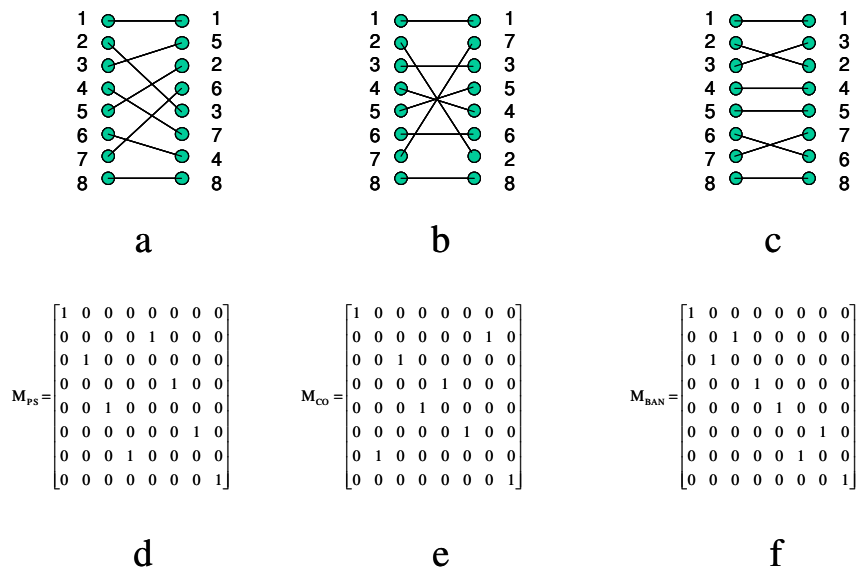 1 1 1 1 1 1
2 5 2 7 2 3
3 2 3 3 3 2
4 6 4 5 4 4
5 3 5 4 5 5
6 7 6 6 6 7
7 4 7 2 7 6
8 8 8 8 8 8
a b c
1 0 0 0 0 0 0 0
0 0 0 0 1 0 0 0
0 1 0 0 0 0 0 0
M_PS = 0 0 0 0 0 1 0 0
0 0 1 0 0 0 0 0
0 0 0 0 0 0 1 0
0 0 0 1 0 0 0 0
0 0 0 0 0 0 0 1
1 0 0 0 0 0 0 0
0 0 0 0 0 0 1 0
0 0 1 0 0 0 0 0
M_CO = 0 0 0 0 1 0 0 0
0 0 0 1 0 0 0 0
0 0 0 0 0 1 0 0
0 1 0 0 0 0 0 0
0 0 0 0 0 0 0 1
1 0 0 0 0 0 0 0
0 0 1 0 0 0 0 0
0 1 0 0 0 0 0 0
M_BAN = 0 0 0 1 0 0 0 0
0 0 0 0 1 0 0 0
0 0 0 0 0 0 1 0
0 0 0 0 0 1 0 0
0 0 0 0 0 0 0 1
d e f